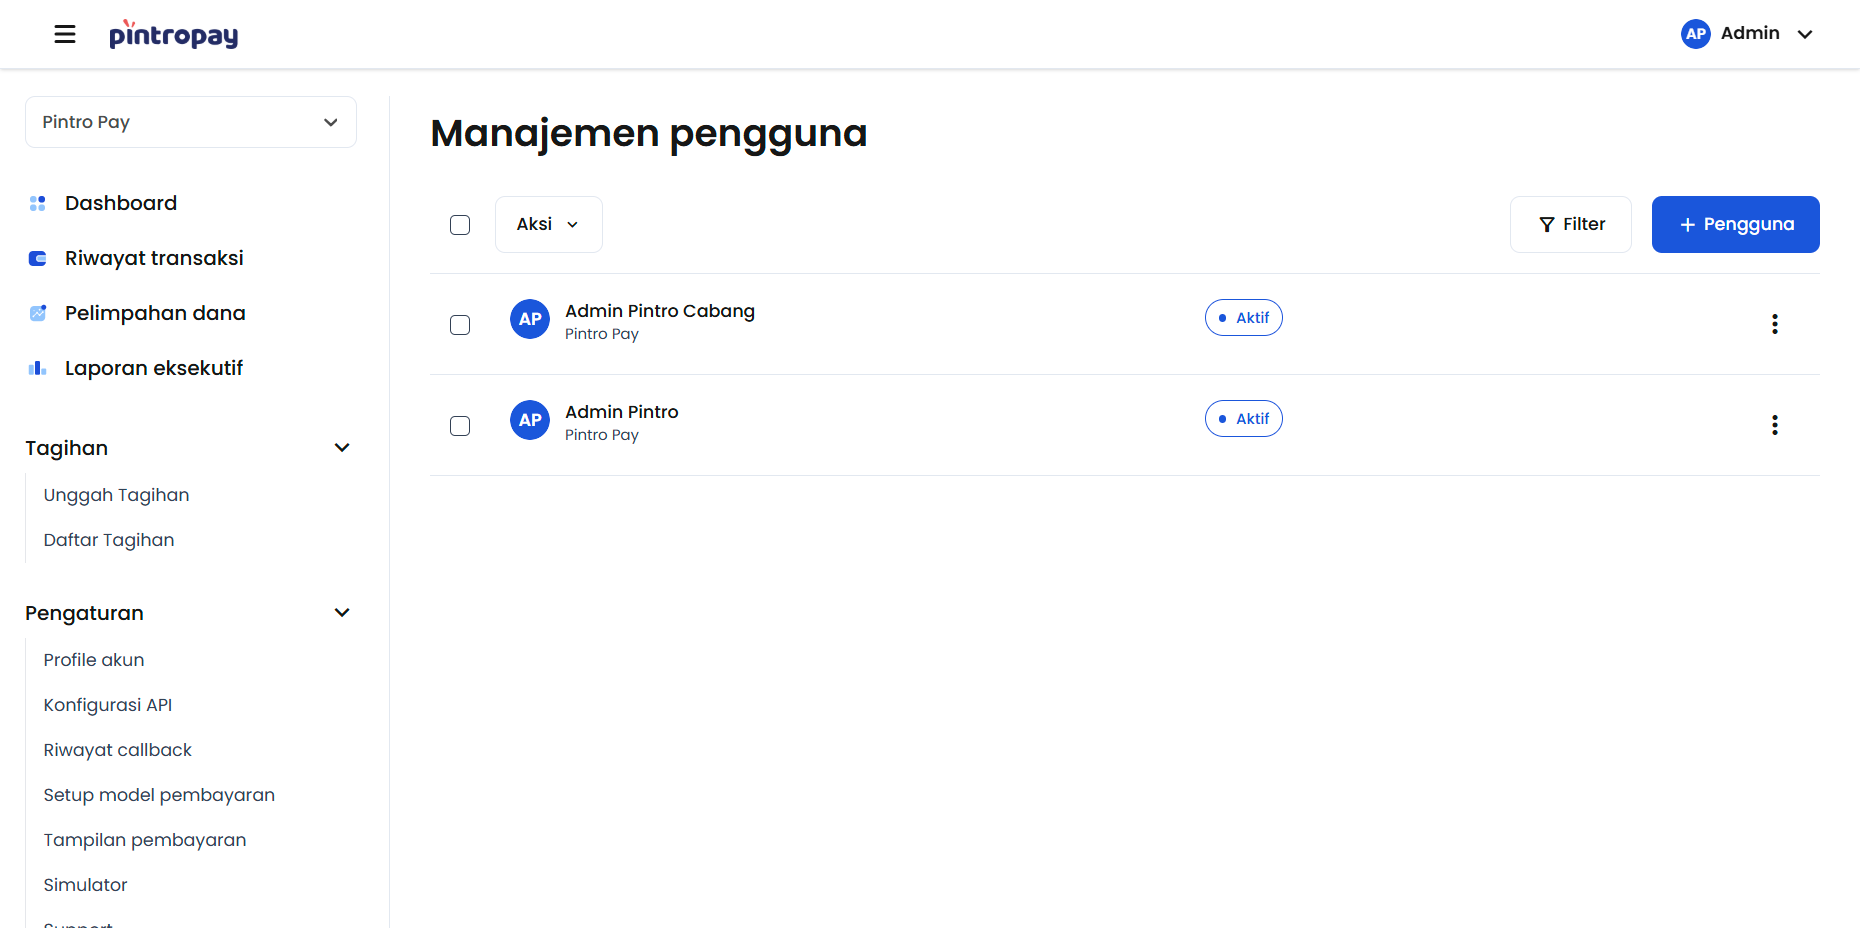 pintropay
AP Admin
Pintro Pay
Dashboard
Riwayat transaksi
Pelimpahan dana
Laporan eksekutif
Tagihan
Unggah Tagihan
Daftar Tagihan
Pengaturan
Profile akun
Konfigurasi API
Riwayat callback
Setup model pembayaran
Tampilan pembayaran
Simulator
Support
Manajemen pengguna
Aksi
Filter
+ Pengguna
AP
Admin Pintro Cabang
Pintro Pay
Aktif
AP
Admin Pintro
Pintro Pay
Aktif